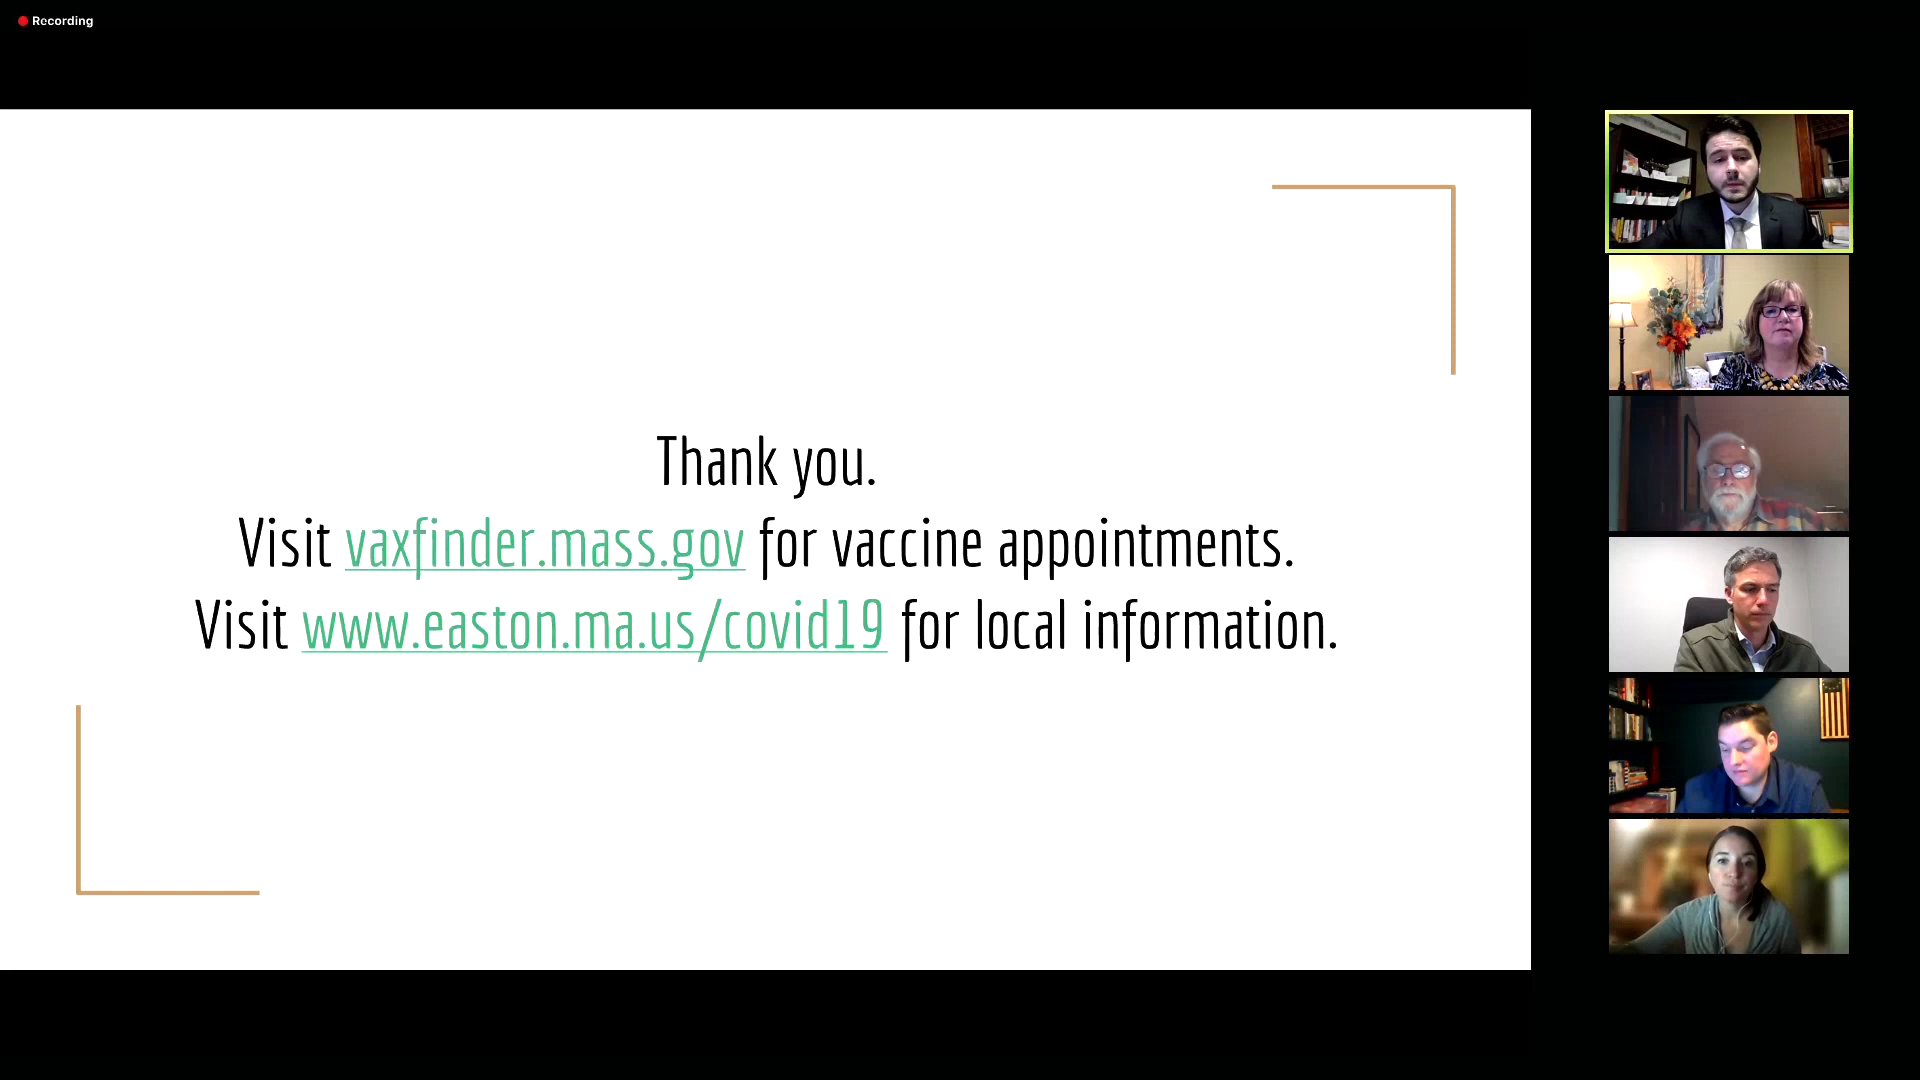 Recording
Thank you.
Visit vaxfinder.mass.gov for vaccine appointments.
Visit www.easton.ma.us/covid19 for local information.